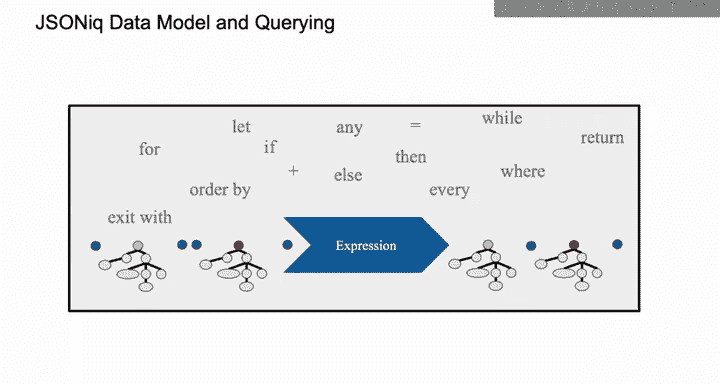 JSONiq Data Model and Querying
let
any
=
while
for
if
return
+
else
then
where
order by
every
exit with
Expression